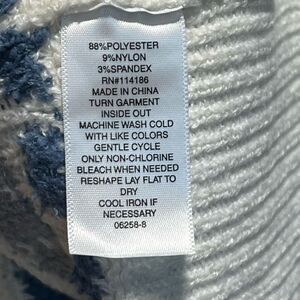 88%POLYESTER
9%NYLON
3%SPANDEX
RN#114186
MADE IN CHINA
TURN GARMENT
INSIDE OUT
MACHINE WASH COLD
WITH LIKE COLORS
GENTLE CYCLE
ONLY NON-CHLORINE
BLEACH WHEN NEEDED
RESHAPE LAY FLAT TO
DRY
COOL IRON IF
NECESSARY
06258-8